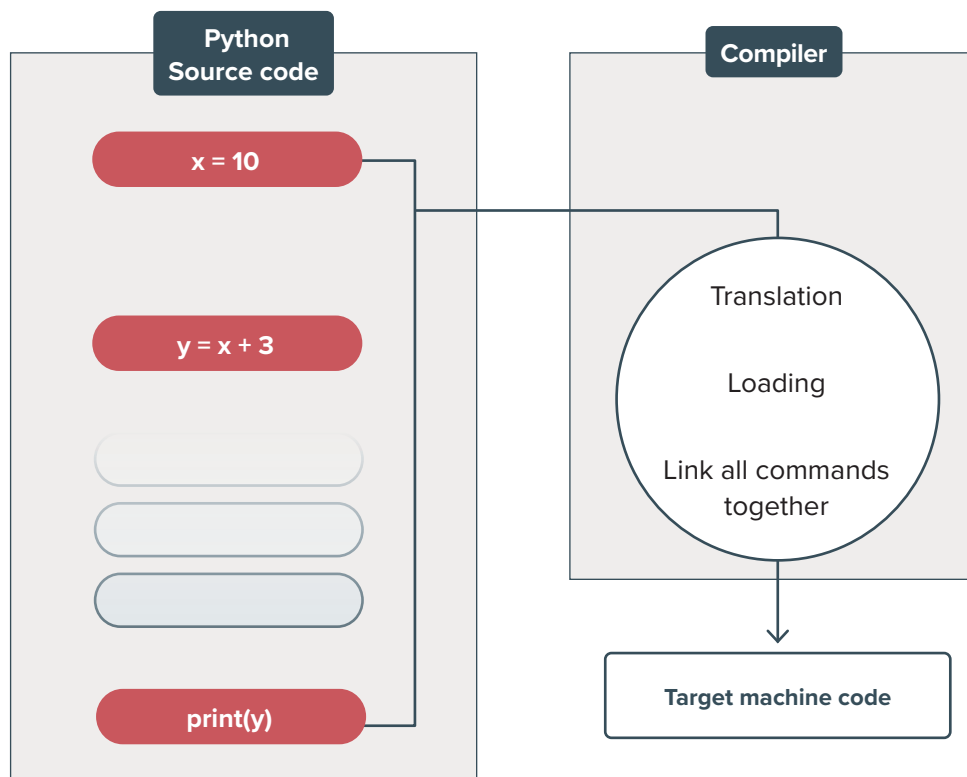 Python
Source code
x = 10
y = x + 3
print(y)
Compiler
Translation
Loading
Link all commands
together
Target machine code